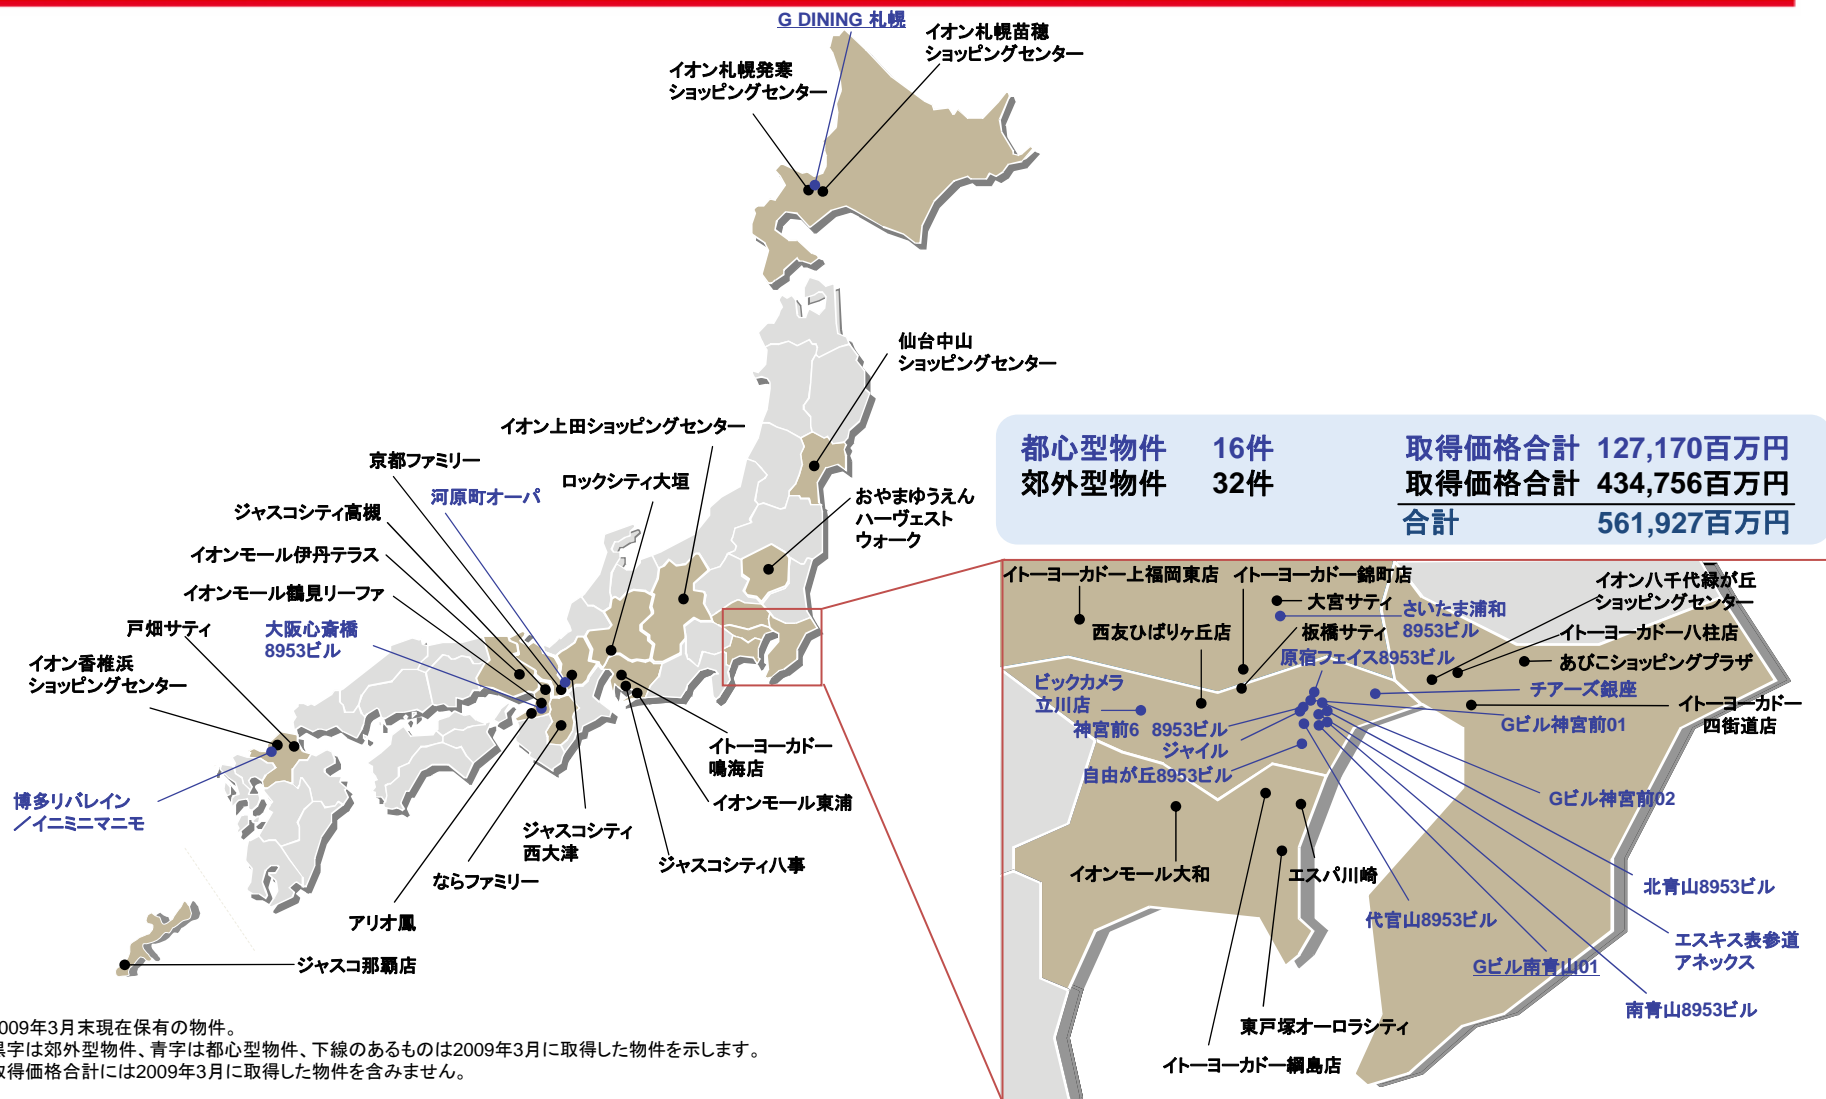 G DINING 札幌
イオン札幌苗穂
ショッピングセンター
イオン札幌発寒
ショッピングセンター
仙台中山
ショッピングセンター
イオン上田ショッピングセンター
京都ファミリー
河原町オーパ
ロックシティ大垣
おやまゆうえん
ハーヴェスト
ウォーク
ジャスコシティ高槻
イオンモール伊丹テラス
イオンモール鶴見リーファ
戸畑サティ
大阪心斎橋
8953ビル
イオン香椎浜
ショッピングセンター
博多リバレイン
／イニミニマニモ
イトーヨーカドー
鳴海店
イオンモール東浦
ジャスコシティ
西大津
ジャスコシティ八事
ならファミリー
アリオ鳳
ジャスコ那覇店
都心型物件 16件 取得価格合計 127,170百万円
郊外型物件 32件 取得価格合計 434,756百万円
合計 561,927百万円
イトーヨーカドー上福岡東店
イトーヨーカドー錦町店
大宮サティ
さいたま浦和
8953ビル
イオン八千代緑が丘
ショッピングセンター
西友ひばりヶ丘店
板橋サティ
イトーヨーカドー八柱店
原宿フェイス8953ビル
あびこショッピングプラザ
ビックカメラ
立川店
チアーズ銀座
イトーヨーカドー
四街道店
神宮前6 8953ビル
Gビル神宮前01
ジャイル
自由が丘8953ビル
Gビル神宮前02
イオンモール大和
エスパ川崎
北青山8953ビル
代官山8953ビル
エスキス表参道
アネックス
Gビル南青山01
南青山8953ビル
東戸塚オーロラシティ
イトーヨーカドー綱島店
009年3月末現在保有の物件。
黒字は郊外型物件、青字は都心型物件、下線のあるものは2009年3月に取得した物件を示します。
取得価格合計には2009年3月に取得した物件を含みません。